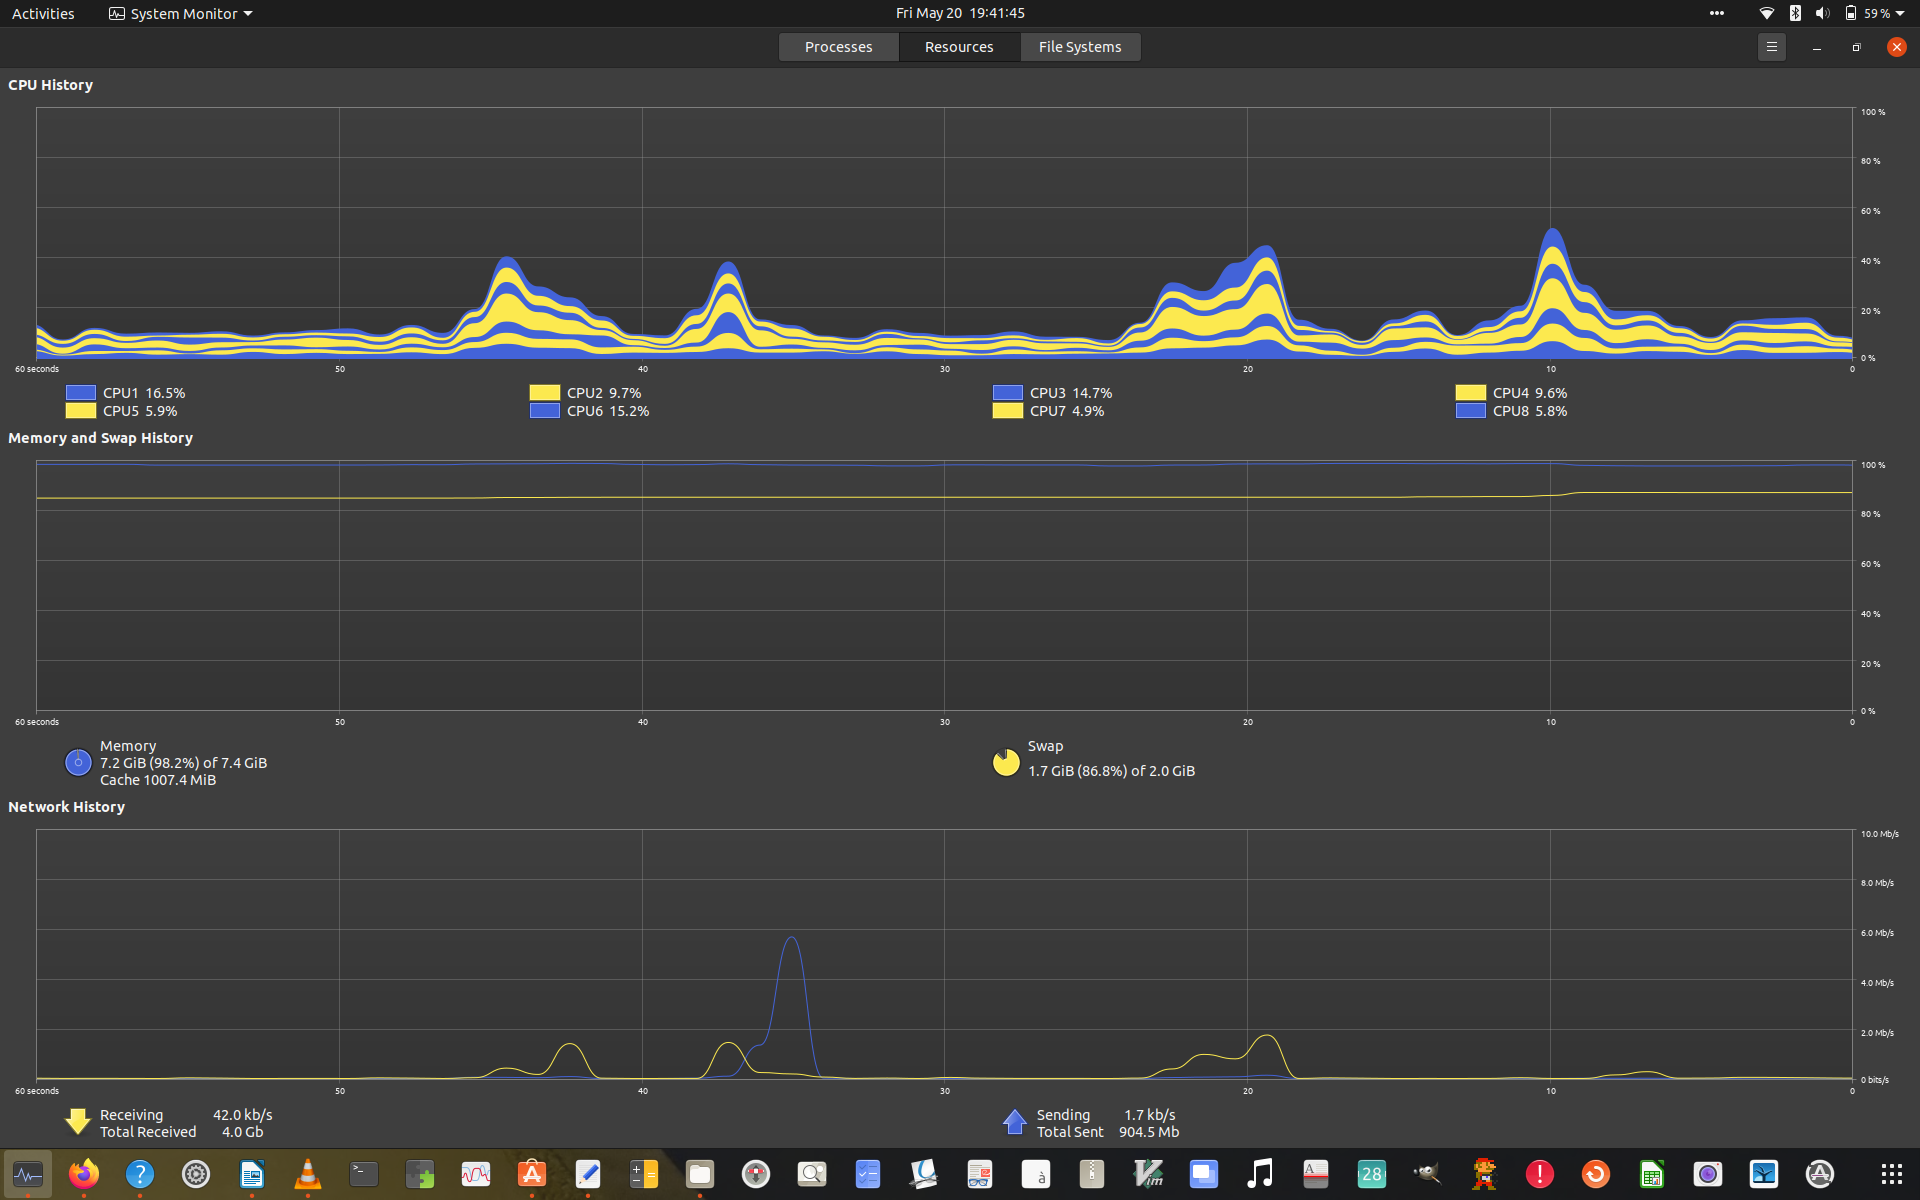 Activities System Monitor Fri May 20 19:41:45 59 %
Processes Resources File Systems
CPU History
100 %
80 %
60 %
40 %
20 %
0 %
60 seconds 50 40 30 20 10 0
CPU1 16.5% CPU2 9.7% CPU3 14.7% CPU4 9.6%
CPU5 5.9% CPU6 15.2% CPU7 4.9% CPU8 5.8%
Memory and Swap History
100 %
80 %
60 %
40 %
20 %
0 %
60 seconds 50 40 30 20 10 0
Memory
7.2 GiB (98.2%) of 7.4 GiB
Cache 1007.4 MiB
Swap
1.7 GiB (86.8%) of 2.0 GiB
Network History
10.0 Mb/s
8.0 Mb/s
6.0 Mb/s
4.0 Mb/s
2.0 Mb/s
0 bits/s
60 seconds 50 40 30 20 10 0
Receiving 42.0 kb/s
Total Received 4.0 Gb
Sending 1.7 kb/s
Total Sent 904.5 Mb
à Vim A 28